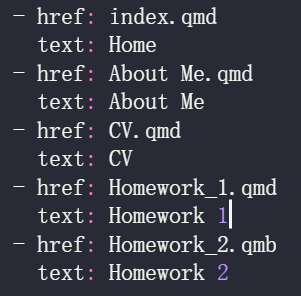 - href: index.qmd
text: Home
- href: About Me.qmd
text: About Me
- href: CV.qmd
text: CV
- href: Homework_1.qmd
text: Homework 1
- href: Homework_2.qmb
text: Homework 2